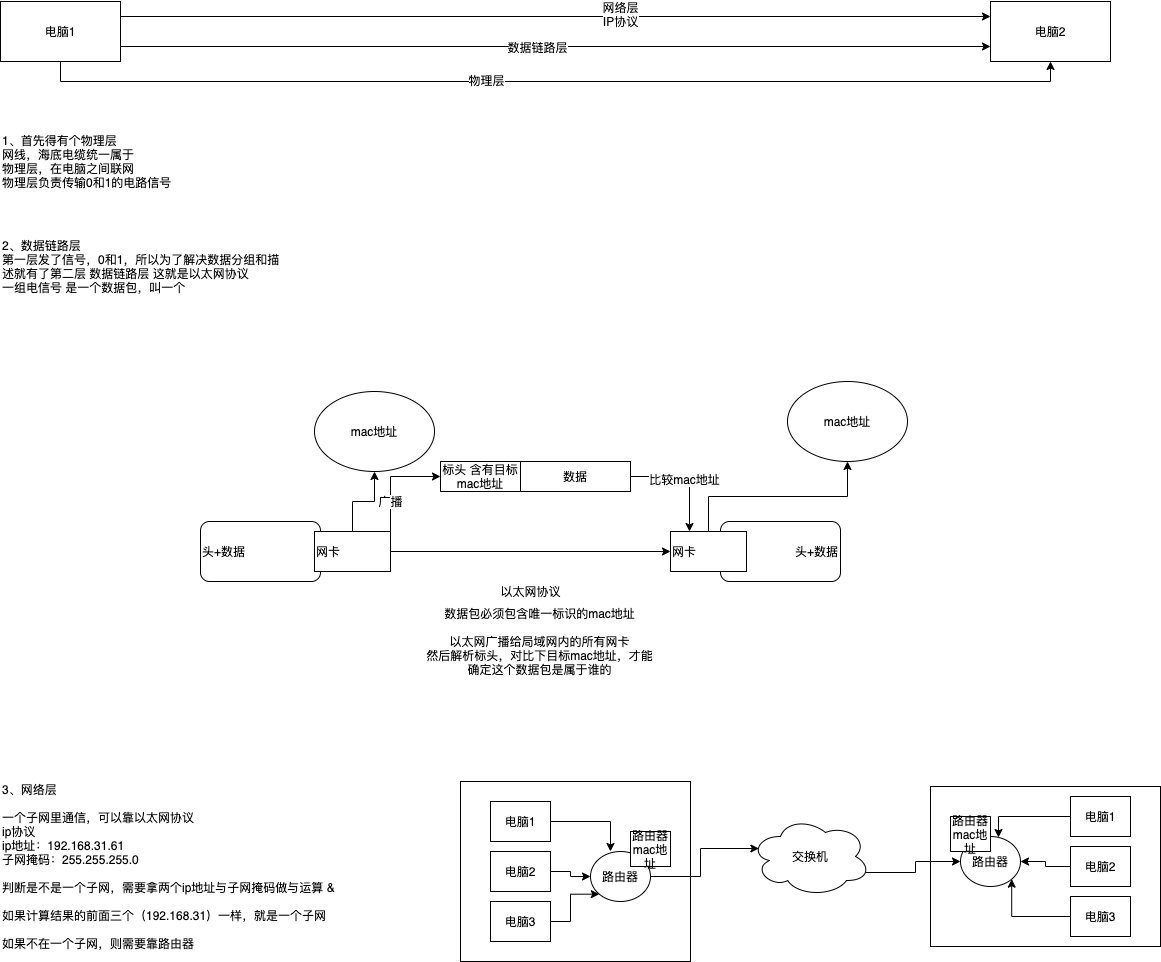 网络层
IP协议
电脑1
电脑2
数据链路层
物理层
1、首先得有个物理层
网线，海底电缆统一属于
物理层，在电脑之间联网
物理层负责传输0和1的电路信号
2、数据链路层
第一层发了信号，0和1，所以为了解决数据分组和描
述就有了第二层 数据链路层 这就是以太网协议
一组电信号 是一个数据包，叫一个
mac地址
mac地址
标头 含有目标
mac地址
数据
比较mac地址
广播
头+数据
网卡
网卡
头+数据
以太网协议
数据包必须包含唯一标识的mac地址
以太网广播给局域网内的所有网卡
然后解析标头，对比下目标mac地址，才能
确定这个数据包是属于谁的
3、网络层
一个子网里通信，可以靠以太网协议
ip协议
ip地址：192.168.31.61
子网掩码：255.255.255.0
判断是不是一个子网，需要拿两个ip地址与子网掩码做与运算 &
如果计算结果的前面三个（192.168.31）一样，就是一个子网
如果不在一个子网，则需要靠路由器
电脑1
电脑2
电脑3
路由器
mac地
址
路由器
交换机
路由器
mac地
址
路由器
电脑1
电脑2
电脑3